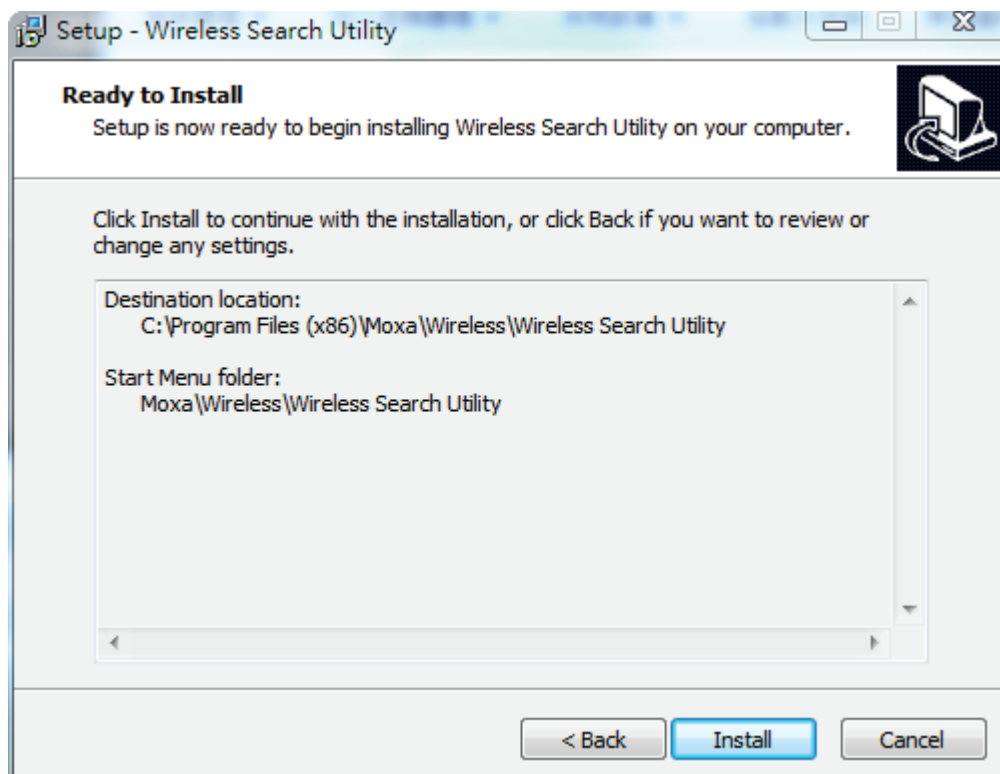 Setup - Wireless Search Utility
Ready to Install
Setup is now ready to begin installing Wireless Search Utility on your computer.
Click Install to continue with the installation, or click Back if you want to review or
change any settings.
Destination location:
C:\Program Files (x86)\Moxa\Wireless\Wireless Search Utility
Start Menu folder:
Moxa\Wireless\Wireless Search Utility
< Back
Install
Cancel